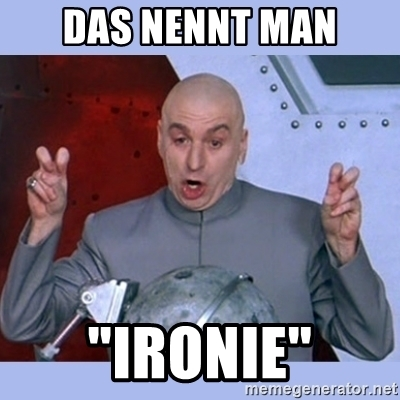 DAS NENNT MAN
"IRONIE"
memegenerator.net